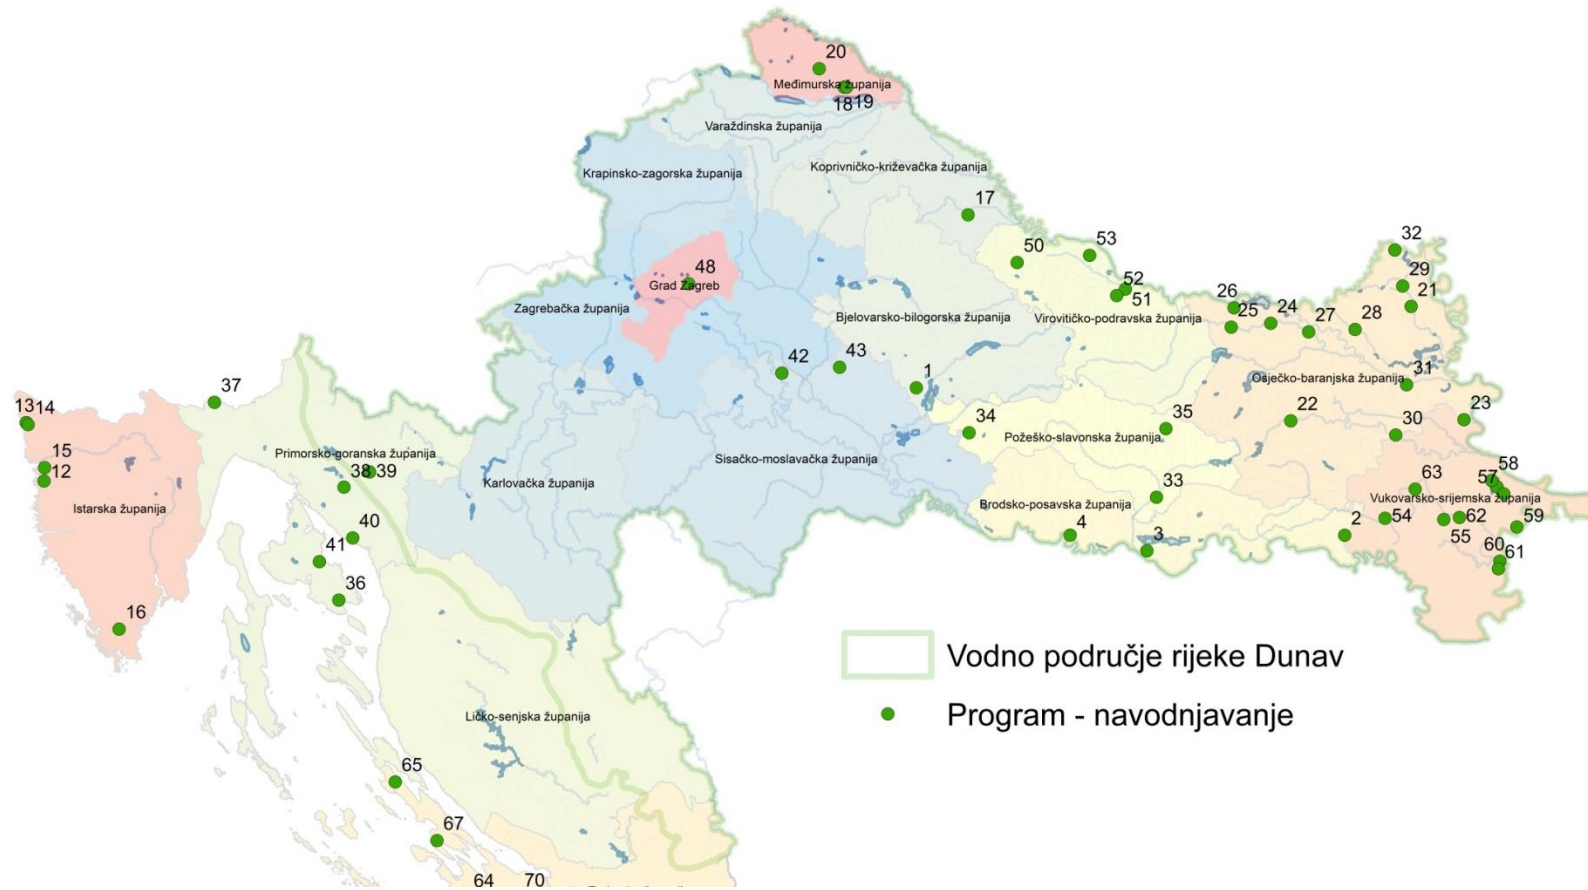 20
Međimurska županija
18 19
Varaždinska županija
Krapinsko-zagorska županija
Koprivničko-križevačka županija
17
50
53
32
48
Grad Zagreb
29
52
51
21
Zagrebačka županija
Bjelovarsko-bilogorska županija
Virovitičko-podravska županija
26
25
24
27
28
42
43
1
31
Osječko-baranjska županija
37
13 14
34
35
22
23
30
Požeško-slavonska županija
15
12
Primorsko-goranska županija
38 39
Karlovačka županija
Sisačko-moslavačka županija
63
57
58
Vukovarsko-srijemska županija
33
Istarska županija
Brodsko-posavska županija
40
4
3
2
54
55
62
59
41
60
61
36
16
Vodno područje rijeke Dunav
Program - navodnjavanje
Ličko-senjska županija
65
67
64
70